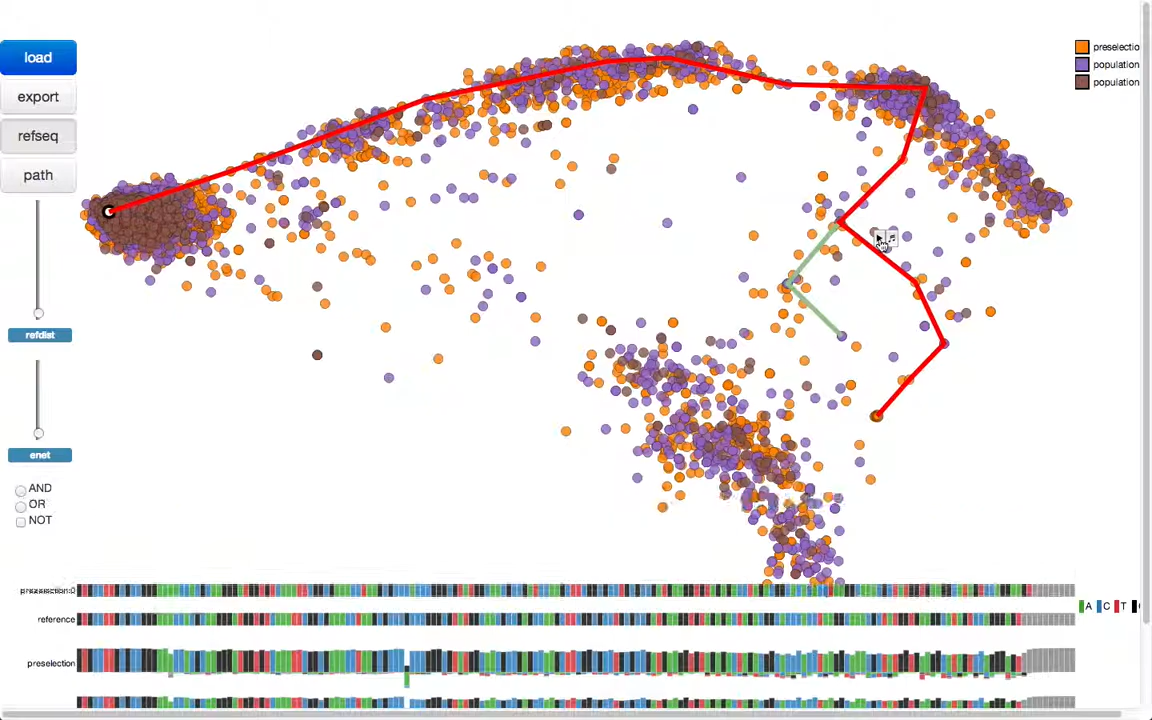 load
export
refseq
path
refdist
enet
AND
OR
NOT
preselectio
population
population
reference
A C T
preselection